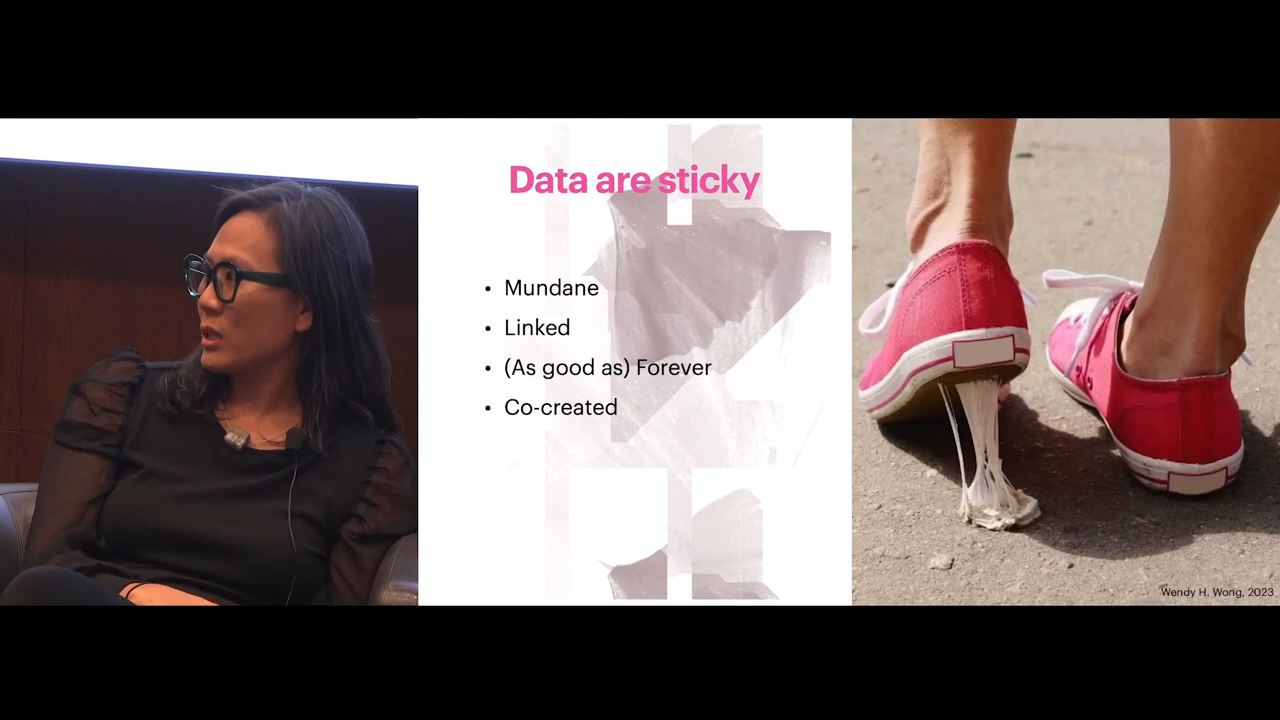 Data are sticky
• Mundane
• Linked
• (As good as) Forever
• Co-created
Wendy H. Wong, 2023